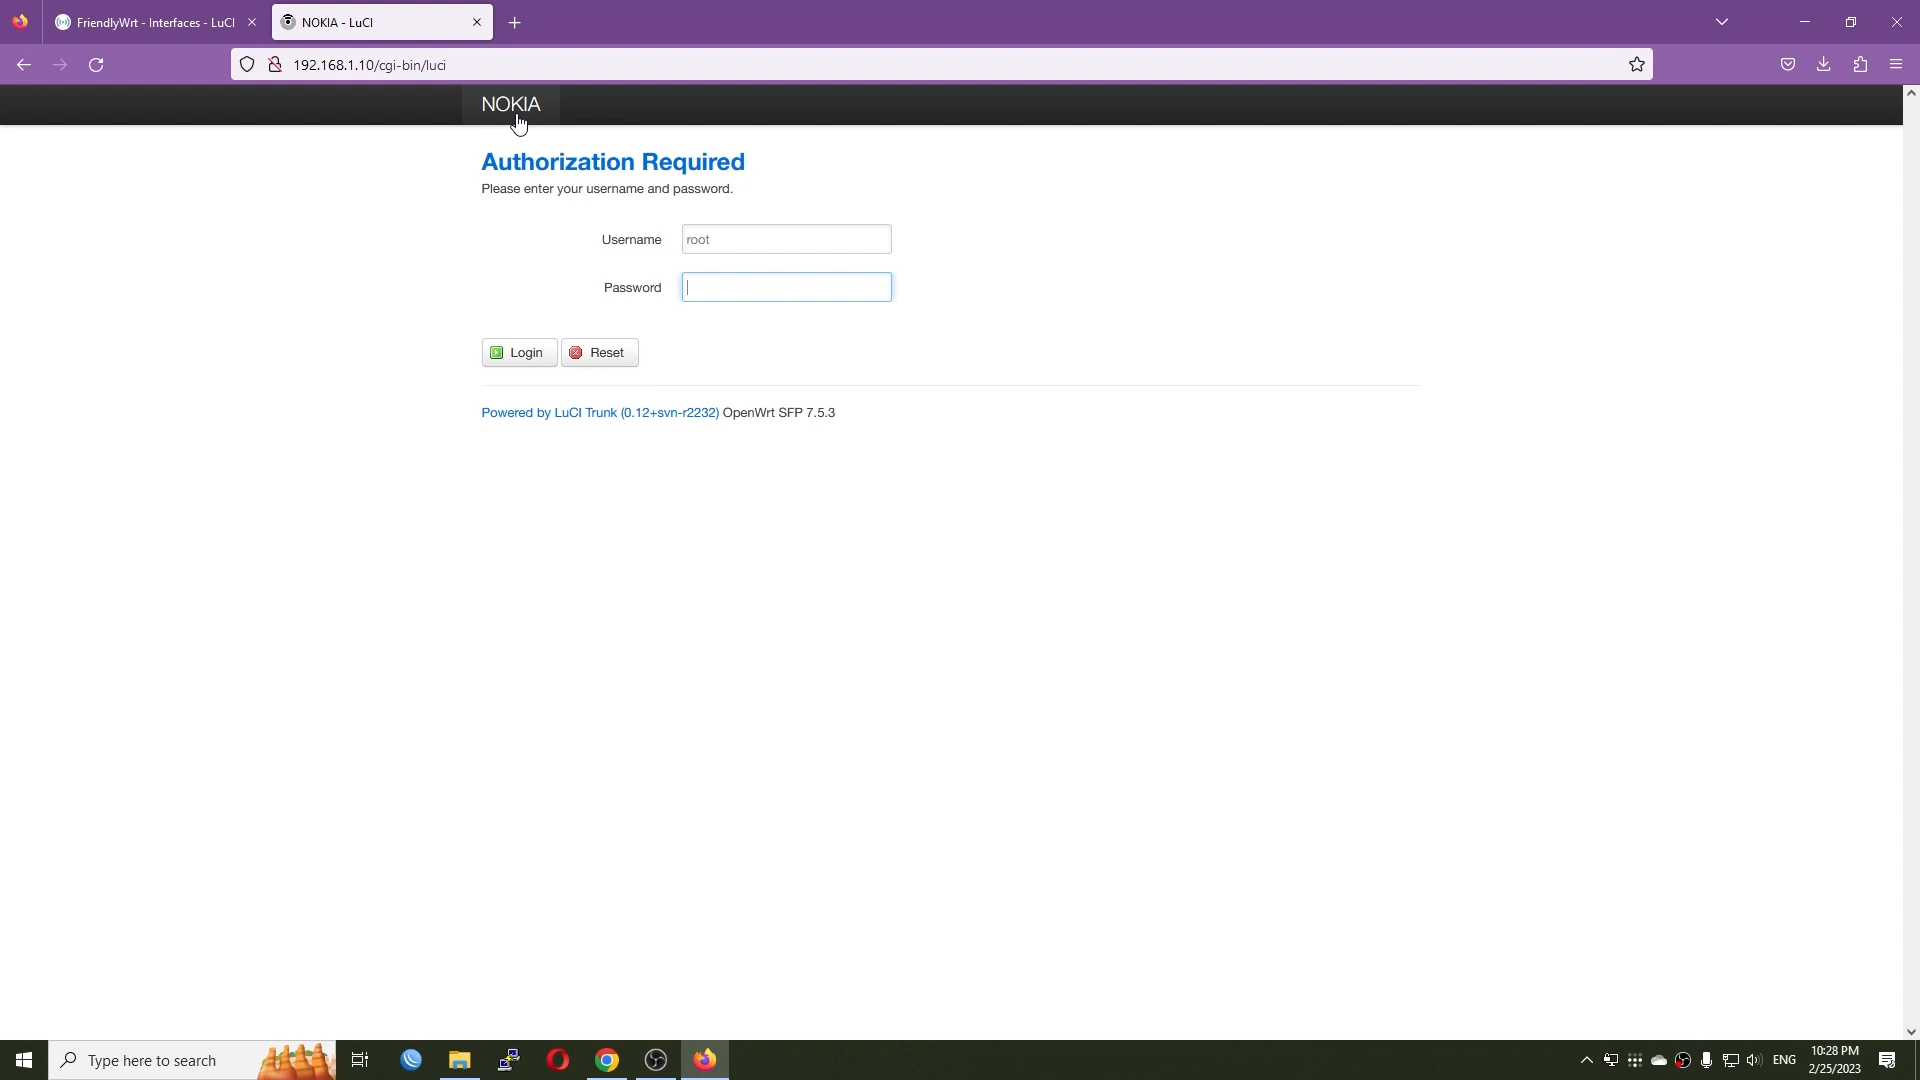 FriendlyWrt - Interfaces - LuCI
NOKIA - LuCI
192.168.1.10/cgi-bin/luci
NOKIA
Authorization Required
Please enter your username and password.
Username root
Password
Login Reset
Powered by LuCI Trunk (0.12+svn-r2232) OpenWrt SFP 7.5.3
Type here to search
ENG
10:28 PM
2/25/2023